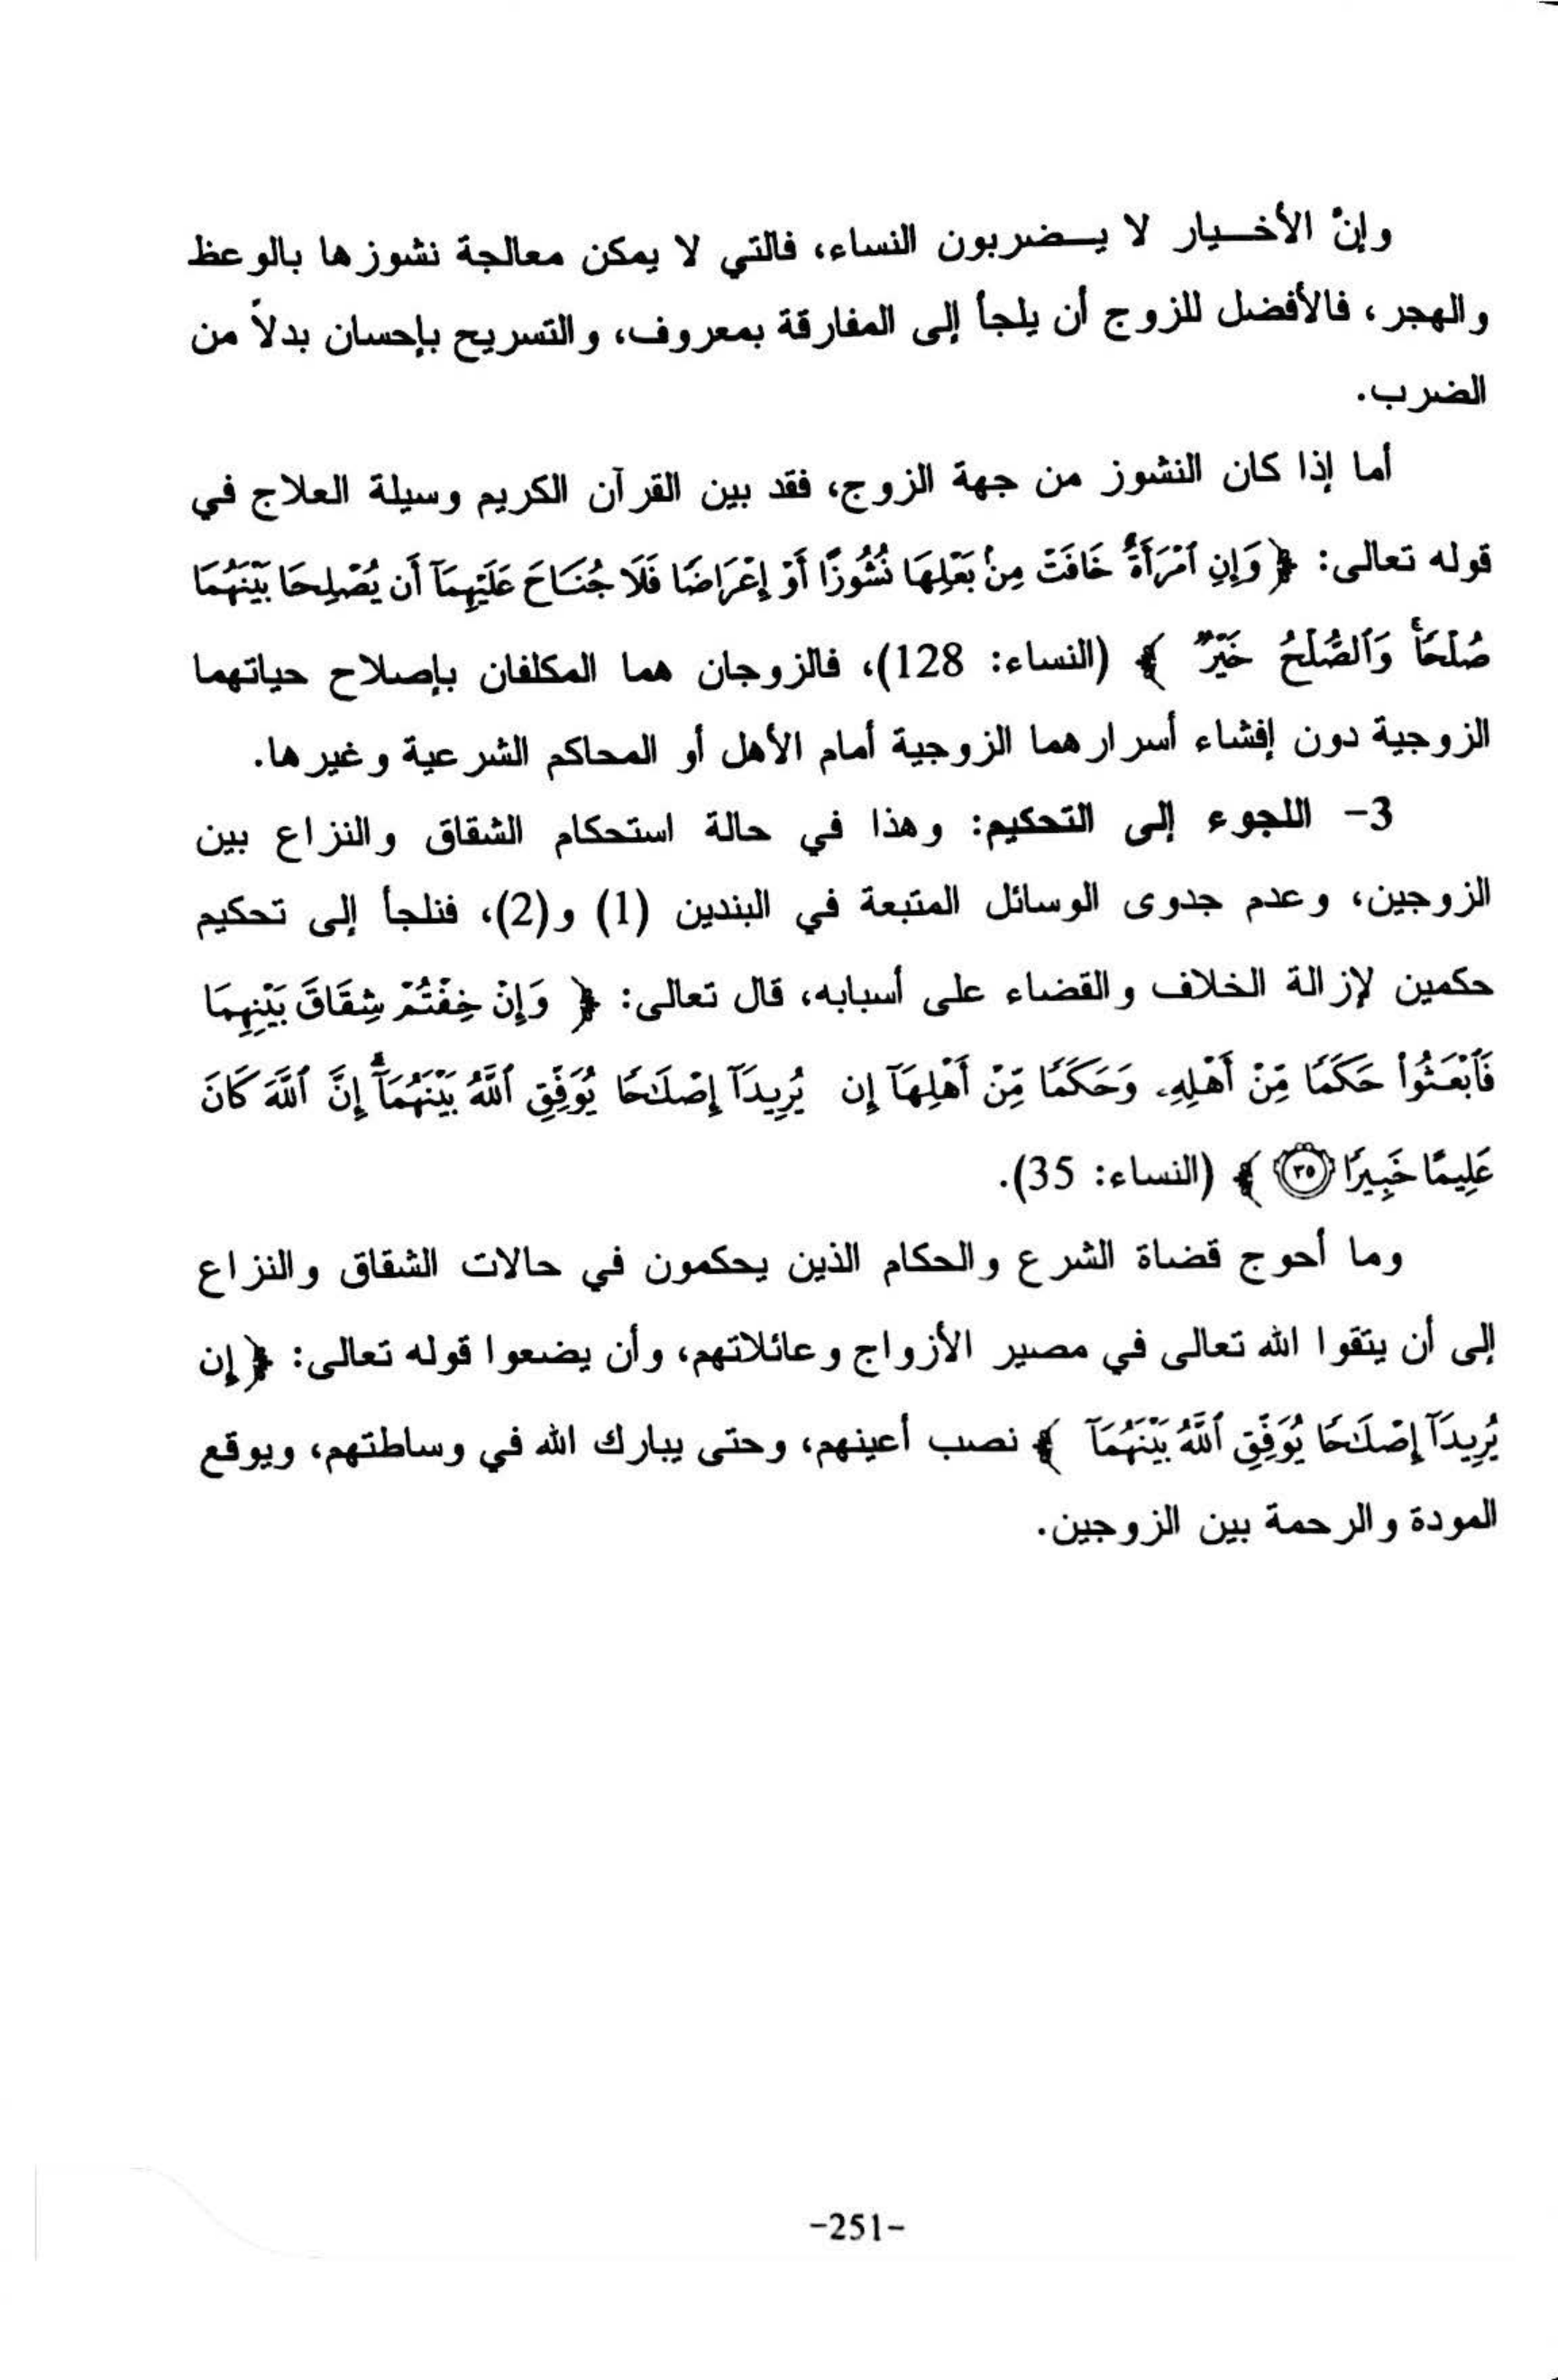 وإنّ الأخـيار لا يـضربون النساء، فالتي لا يمكن معالجة نشوزها بالوعظ
والهجر، فالأفضل للزوج أن يلجأ إلى المفارقة بمعروف، والتسريح بإحسان بدلاً من
الضرب.
أما إذا كان النشوز من جهة الزوج، فقد بين القرآن الكريم وسيلة العلاج في
قوله تعالى: ﴿ وَإِنِ ٱمْرَأَةٌ خَافَتْ مِنۢ بَعْلِهَا نُشُوزًا أَوْ إِعْرَاضًا فَلَا جُنَاحَ عَلَيْهِمَآ أَن يُصْلِحَا بَيْنَهُمَا
صُلْحًا ۚ وَٱلصُّلْحُ خَيْرٌ ۗ ﴾ (النساء: 128)، فالزوجان هما المكلفان بإصلاح حياتهما
الزوجية دون إفشاء أسرارهما الزوجية أمام الأهل أو المحاكم الشرعية وغيرها.
3- اللجوء إلى التحكيم: وهذا في حالة استحكام الشقاق والنزاع بين
الزوجين، وعدم جدوى الوسائل المتبعة في البندين (1) و(2)، فنلجأ إلى تحكيم
حكمين لإزالة الخلاف والقضاء على أسبابه، قال تعالى: ﴿ وَإِنْ خِفْتُمْ شِقَاقَ بَيْنِهِمَا
فَٱبْعَثُوا۟ حَكَمًا مِّنْ أَهْلِهِۦ وَحَكَمًا مِّنْ أَهْلِهَآ إِن يُرِيدَآ إِصْلَـٰحًا يُوَفِّقِ ٱللَّهُ بَيْنَهُمَآ ۗ إِنَّ ٱللَّهَ كَانَ
عَلِيمًا خَبِيرًا ٣٥ ﴾ (النساء: 35).
وما أحوج قضاة الشرع والحكام الذين يحكمون في حالات الشقاق والنزاع
إلى أن يتقوا الله تعالى في مصير الأزواج وعائلاتهم، وأن يضعوا قوله تعالى: ﴿ إِن
يُرِيدَآ إِصْلَـٰحًا يُوَفِّقِ ٱللَّهُ بَيْنَهُمَآ ﴾ نصب أعينهم، وحتى يبارك الله في وساطتهم، ويوقع
المودة والرحمة بين الزوجين.
-251-